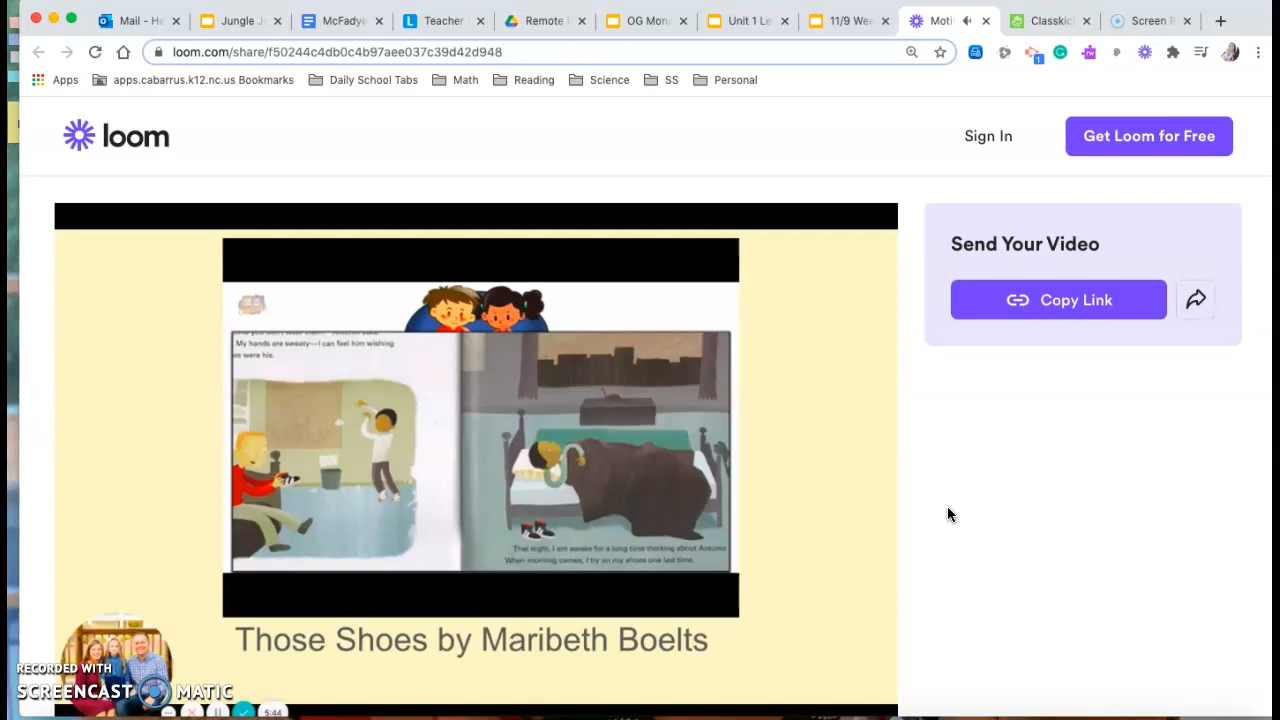 Mail - He
Jungle J
McFadye
Teacher
Remote
OG Mon
Unit 1 Le
11/9 Wee
Moti
Classkic
Screen R
loom.com/share/f50244c4db0c4b97aee037c39d42d948
1
Apps
apps.cabarrus.k12.nc.us Bookmarks
Daily School Tabs
Math
Reading
Science
SS
Personal
loom
Sign In
Get Loom for Free
Send Your Video
Copy Link
My hands are sweaty—I can feel him wishing
es were his.
That night, I am awake for a long time thinking about Antonio
When morning comes, I try on my shoes one last time.
Those Shoes by Maribeth Boelts
RECORDED WITH
SCREENCAST MATIC
5:44